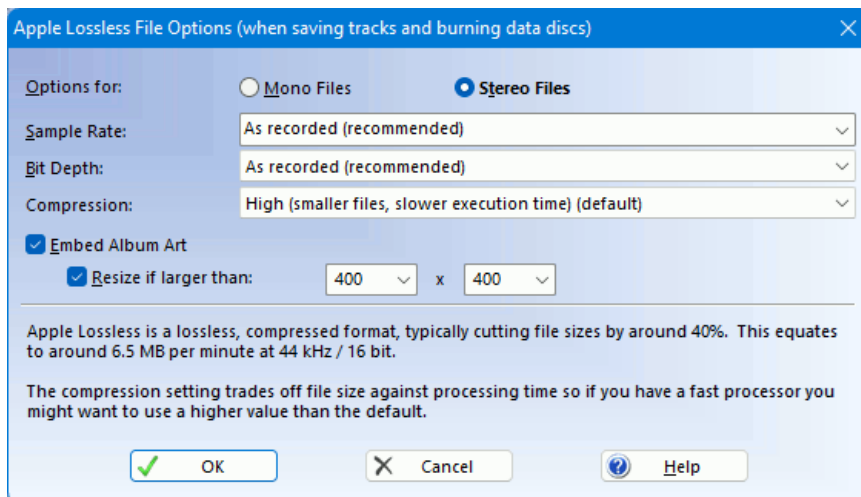 Apple Lossless File Options (when saving tracks and burning data discs)
Options for: Mono Files Stereo Files
Sample Rate: As recorded (recommended)
Bit Depth: As recorded (recommended)
Compression: High (smaller files, slower execution time) (default)
Embed Album Art
Resize if larger than: 400 x 400
Apple Lossless is a lossless, compressed format, typically cutting file sizes by around 40%. This equates
to around 6.5 MB per minute at 44 kHz / 16 bit.
The compression setting trades off file size against processing time so if you have a fast processor you
might want to use a higher value than the default.
OK Cancel Help